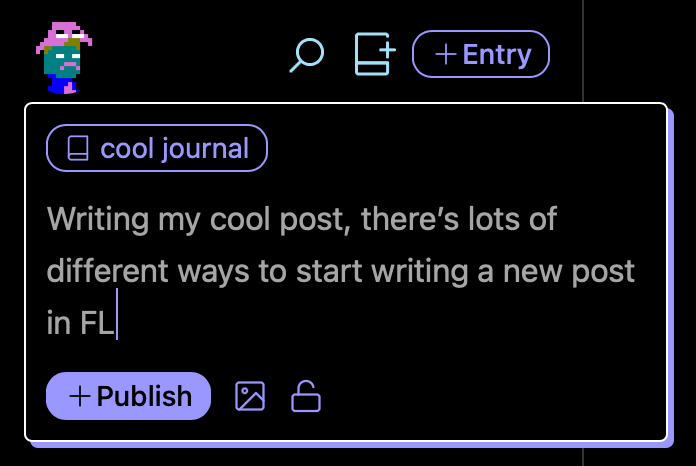 + Entry
cool journal
Writing my cool post, there’s lots of
different ways to start writing a new post
in FL
+ Publish